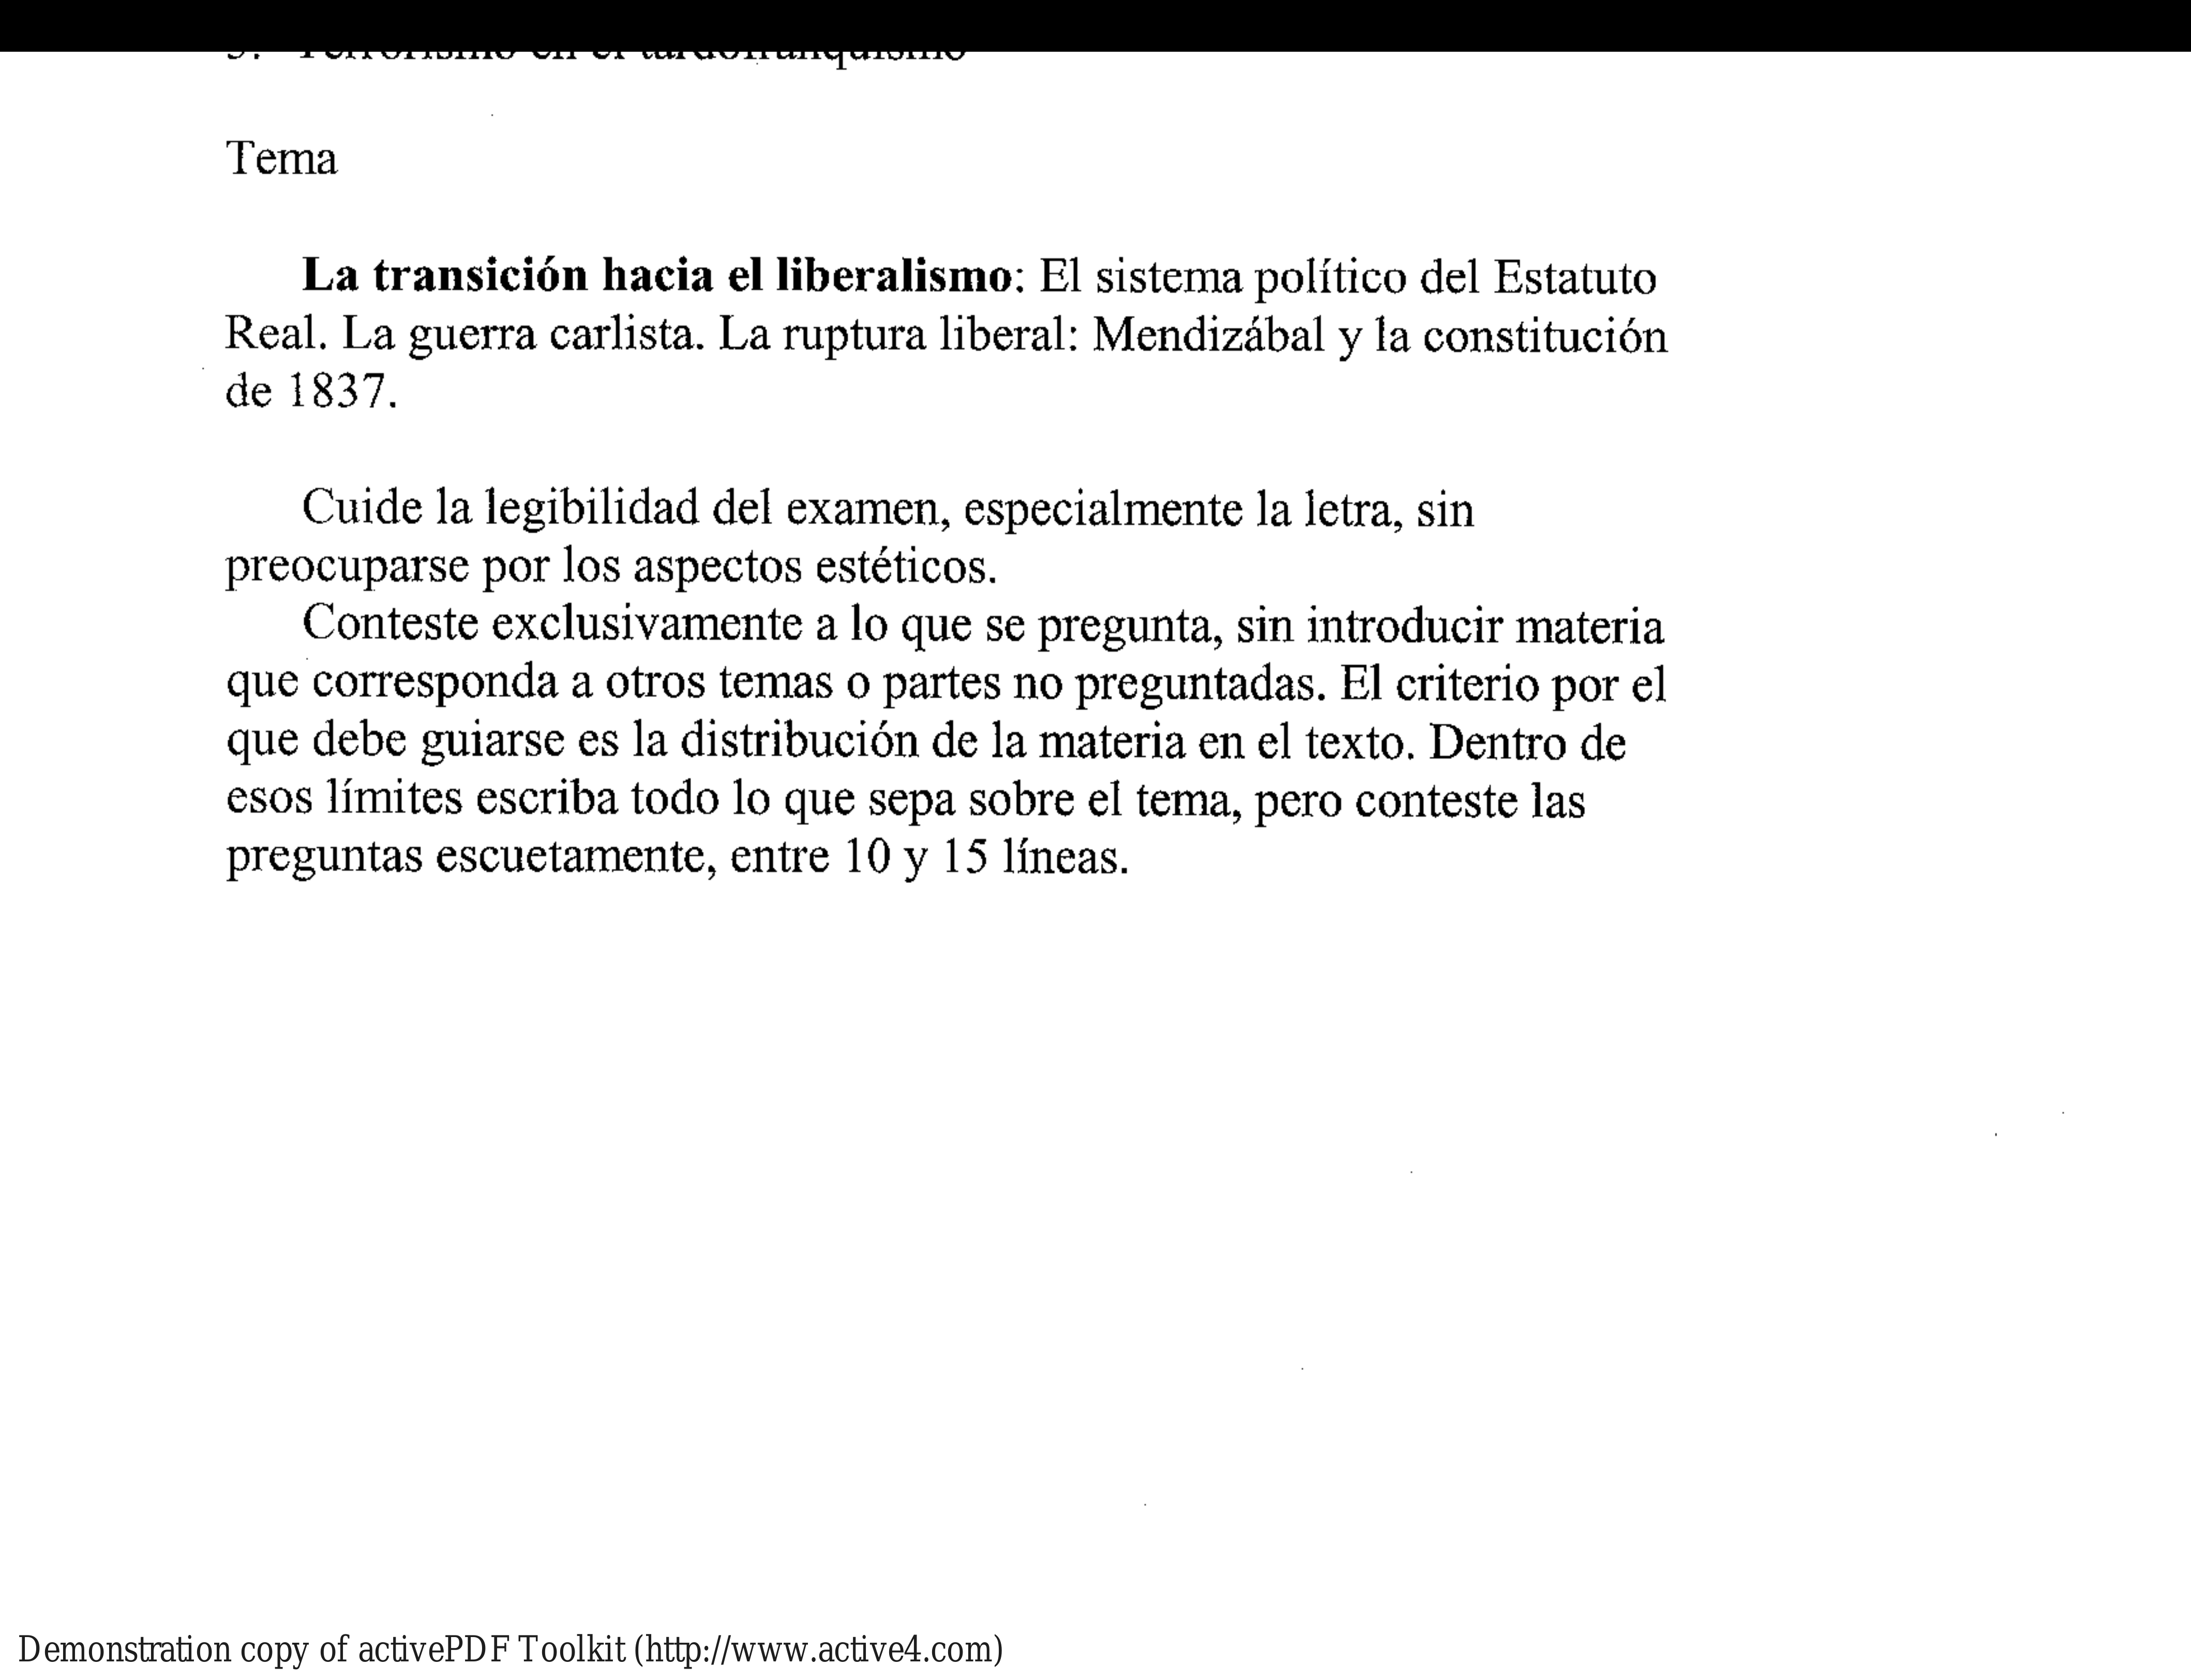 Terrorismo en el tardofranquismo
Tema
La transición hacia el liberalismo: El sistema político del Estatuto
Real. La guerra carlista. La ruptura liberal: Mendizábal y la constitución
de 1837.
Cuide la legibilidad del examen, especialmente la letra, sin
preocuparse por los aspectos estéticos.
Conteste exclusivamente a lo que se pregunta, sin introducir materia
que corresponda a otros temas o partes no preguntadas. El criterio por el
que debe guiarse es la distribución de la materia en el texto. Dentro de
esos límites escriba todo lo que sepa sobre el tema, pero conteste las
preguntas escuetamente, entre 10 y 15 líneas.
Demonstration copy of activePDF Toolkit (http://www.active4.com)